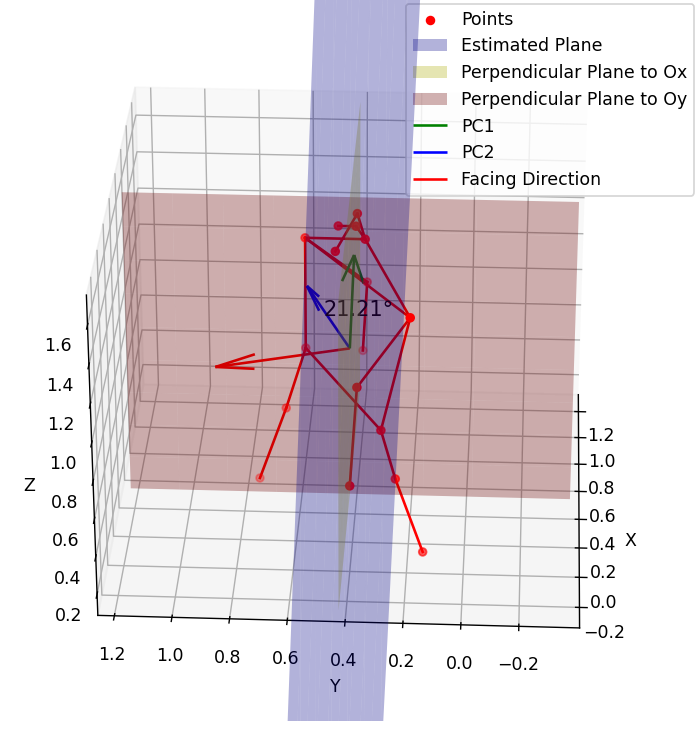 Points
Estimated Plane
Perpendicular Plane to Ox
Perpendicular Plane to Oy
PC1
PC2
Facing Direction
21.21°
1.6
1.4
1.2
1.0
0.8
0.6
0.4
0.2
Z
1.2
1.0
0.8
0.6
0.4
0.2
0.0
−0.2
X
1.2
1.0
0.8
0.6
0.4
0.2
0.0
−0.2
Y